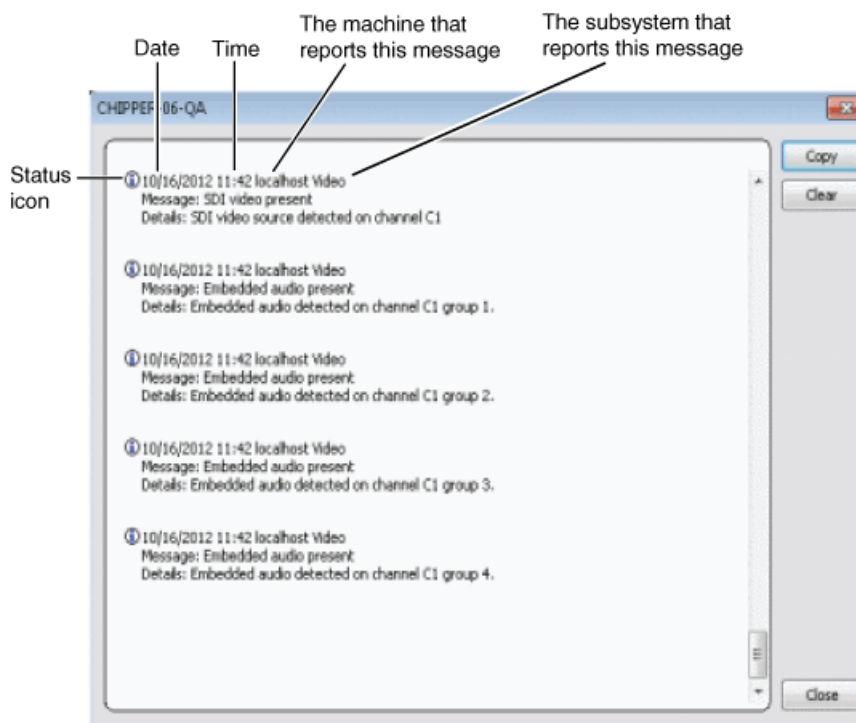 The machine that
reports this message
The subsystem that
reports this message
Date
Time
CHIPPER-06-QA
Status
icon
10/16/2012 11:42 localhost Video
Message: SDI video present
Details: SDI video source detected on channel C1
10/16/2012 11:42 localhost Video
Message: Embedded audio present
Details: Embedded audio detected on channel C1 group 1.
10/16/2012 11:42 localhost Video
Message: Embedded audio present
Details: Embedded audio detected on channel C1 group 2.
10/16/2012 11:42 localhost Video
Message: Embedded audio present
Details: Embedded audio detected on channel C1 group 3.
10/16/2012 11:42 localhost Video
Message: Embedded audio present
Details: Embedded audio detected on channel C1 group 4.
Copy
Clear
Close